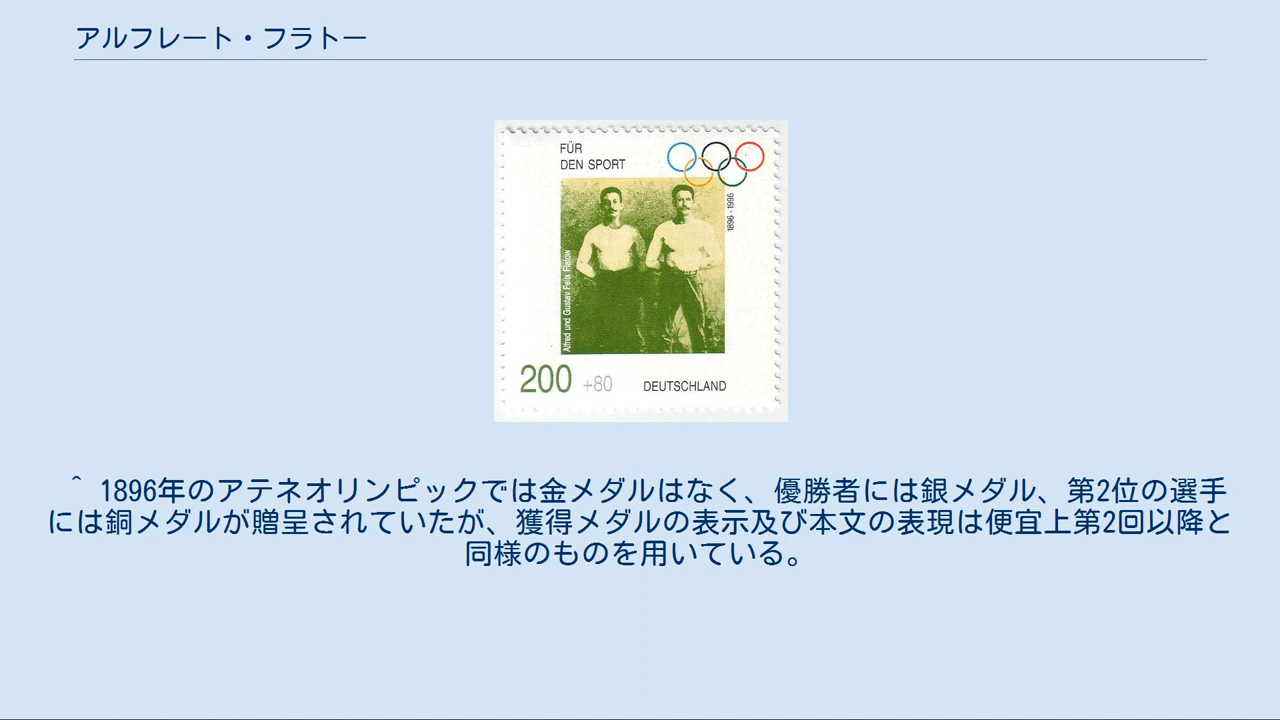 アルフレート・フラトー
FÜR
DEN SPORT
1896 - 1996
Alfred und Gustav Felix Flatow
200 +80 DEUTSCHLAND
^ 1896年のアテネオリンピックでは金メダルはなく、優勝者には銀メダル、第2位の選手
には銅メダルが贈呈されていたが、獲得メダルの表示及び本文の表現は便宜上第2回以降と
同様のものを用いている。